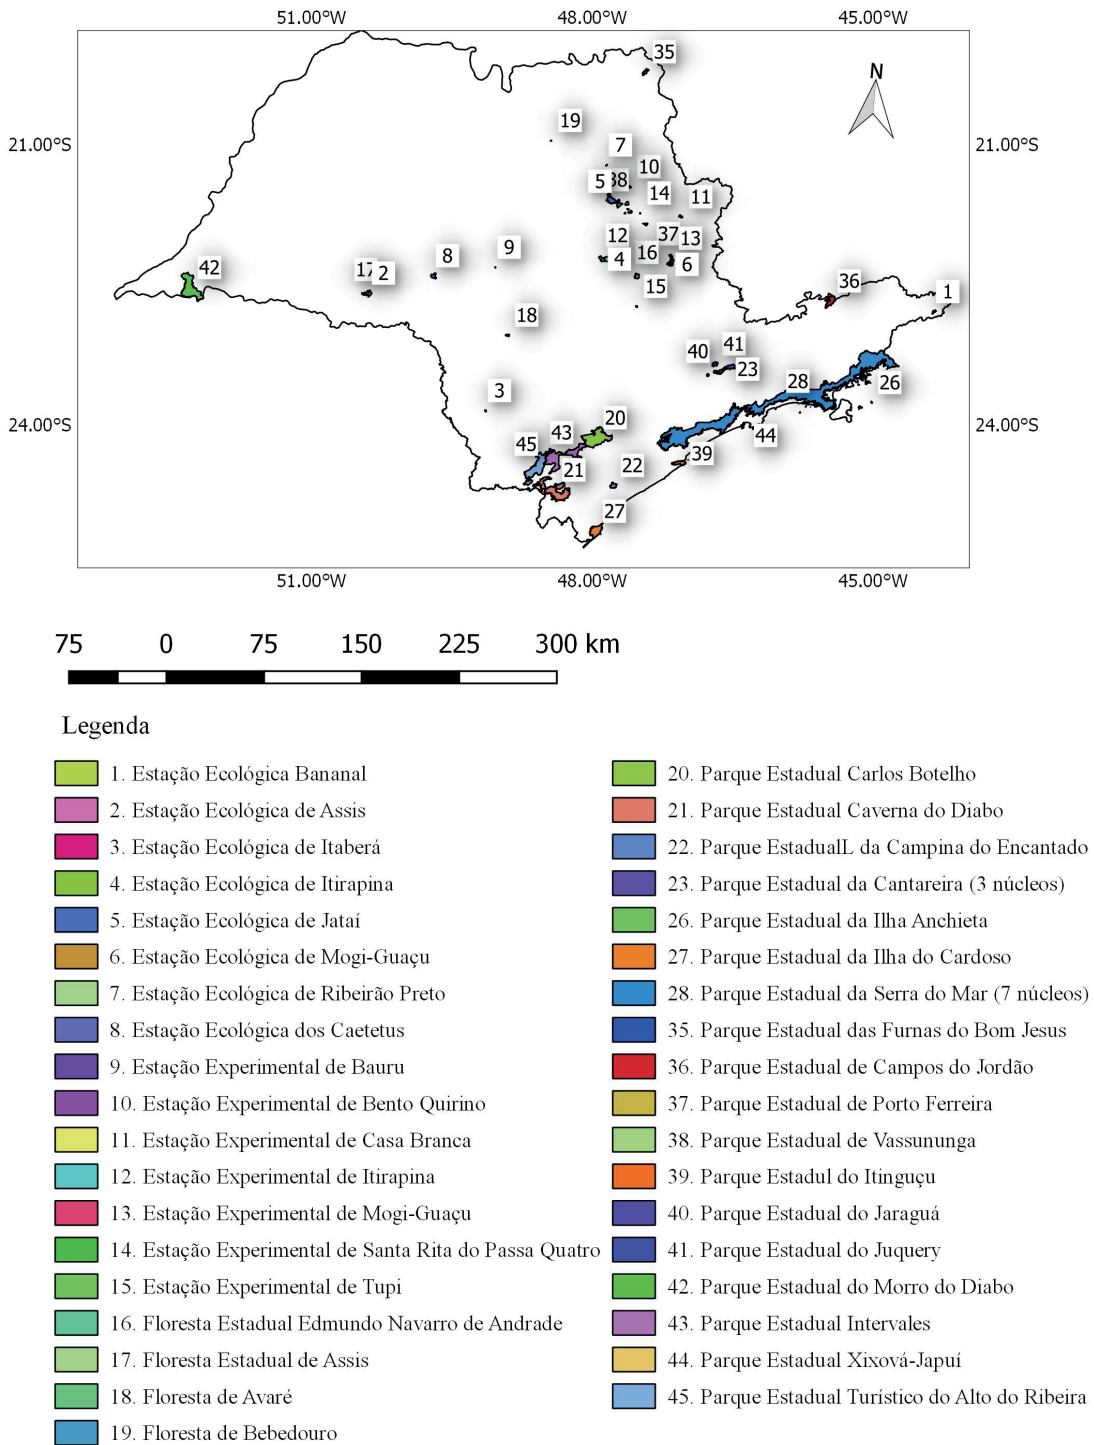 51.00°W 48.00°W 45.00°W
35
N
19
21.00°S 21.00°S
7
10
5 38
14
11
37
12 13
16
9
8 4 6
42 17 2
15
36
1
18
41
40
23
28
26
3
20
24.00°S 24.00°S
43 44
45
39
21 22
27
51.00°W 48.00°W 45.00°W
75 0 75 150 225 300 km
Legenda
1. Estação Ecológica Bananal
2. Estação Ecológica de Assis
3. Estação Ecológica de Itaberá
4. Estação Ecológica de Itirapina
5. Estação Ecológica de Jataí
6. Estação Ecológica de Mogi-Guaçu
7. Estação Ecológica de Ribeirão Preto
8. Estação Ecológica dos Caetetus
9. Estação Experimental de Bauru
10. Estação Experimental de Bento Quirino
11. Estação Experimental de Casa Branca
12. Estação Experimental de Itirapina
13. Estação Experimental de Mogi-Guaçu
14. Estação Experimental de Santa Rita do Passa Quatro
15. Estação Experimental de Tupi
16. Floresta Estadual Edmundo Navarro de Andrade
17. Floresta Estadual de Assis
18. Floresta de Avaré
19. Floresta de Bebedouro
20. Parque Estadual Carlos Botelho
21. Parque Estadual Caverna do Diabo
22. Parque EstadualL da Campina do Encantado
23. Parque Estadual da Cantareira (3 núcleos)
26. Parque Estadual da Ilha Anchieta
27. Parque Estadual da Ilha do Cardoso
28. Parque Estadual da Serra do Mar (7 núcleos)
35. Parque Estadual das Furnas do Bom Jesus
36. Parque Estadual de Campos do Jordão
37. Parque Estadual de Porto Ferreira
38. Parque Estadual de Vassununga
39. Parque Estadul do Itinguçu
40. Parque Estadual do Jaraguá
41. Parque Estadual do Juquery
42. Parque Estadual do Morro do Diabo
43. Parque Estadual Intervales
44. Parque Estadual Xixová-Japuí
45. Parque Estadual Turístico do Alto do Ribeira